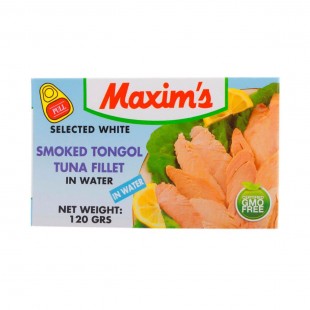 PULL
Maxim's
SELECTED WHITE
SMOKED TONGOL
TUNA FILLET
IN WATER
IN WATER
NET WEIGHT:
120 GRS
GMO
FREE